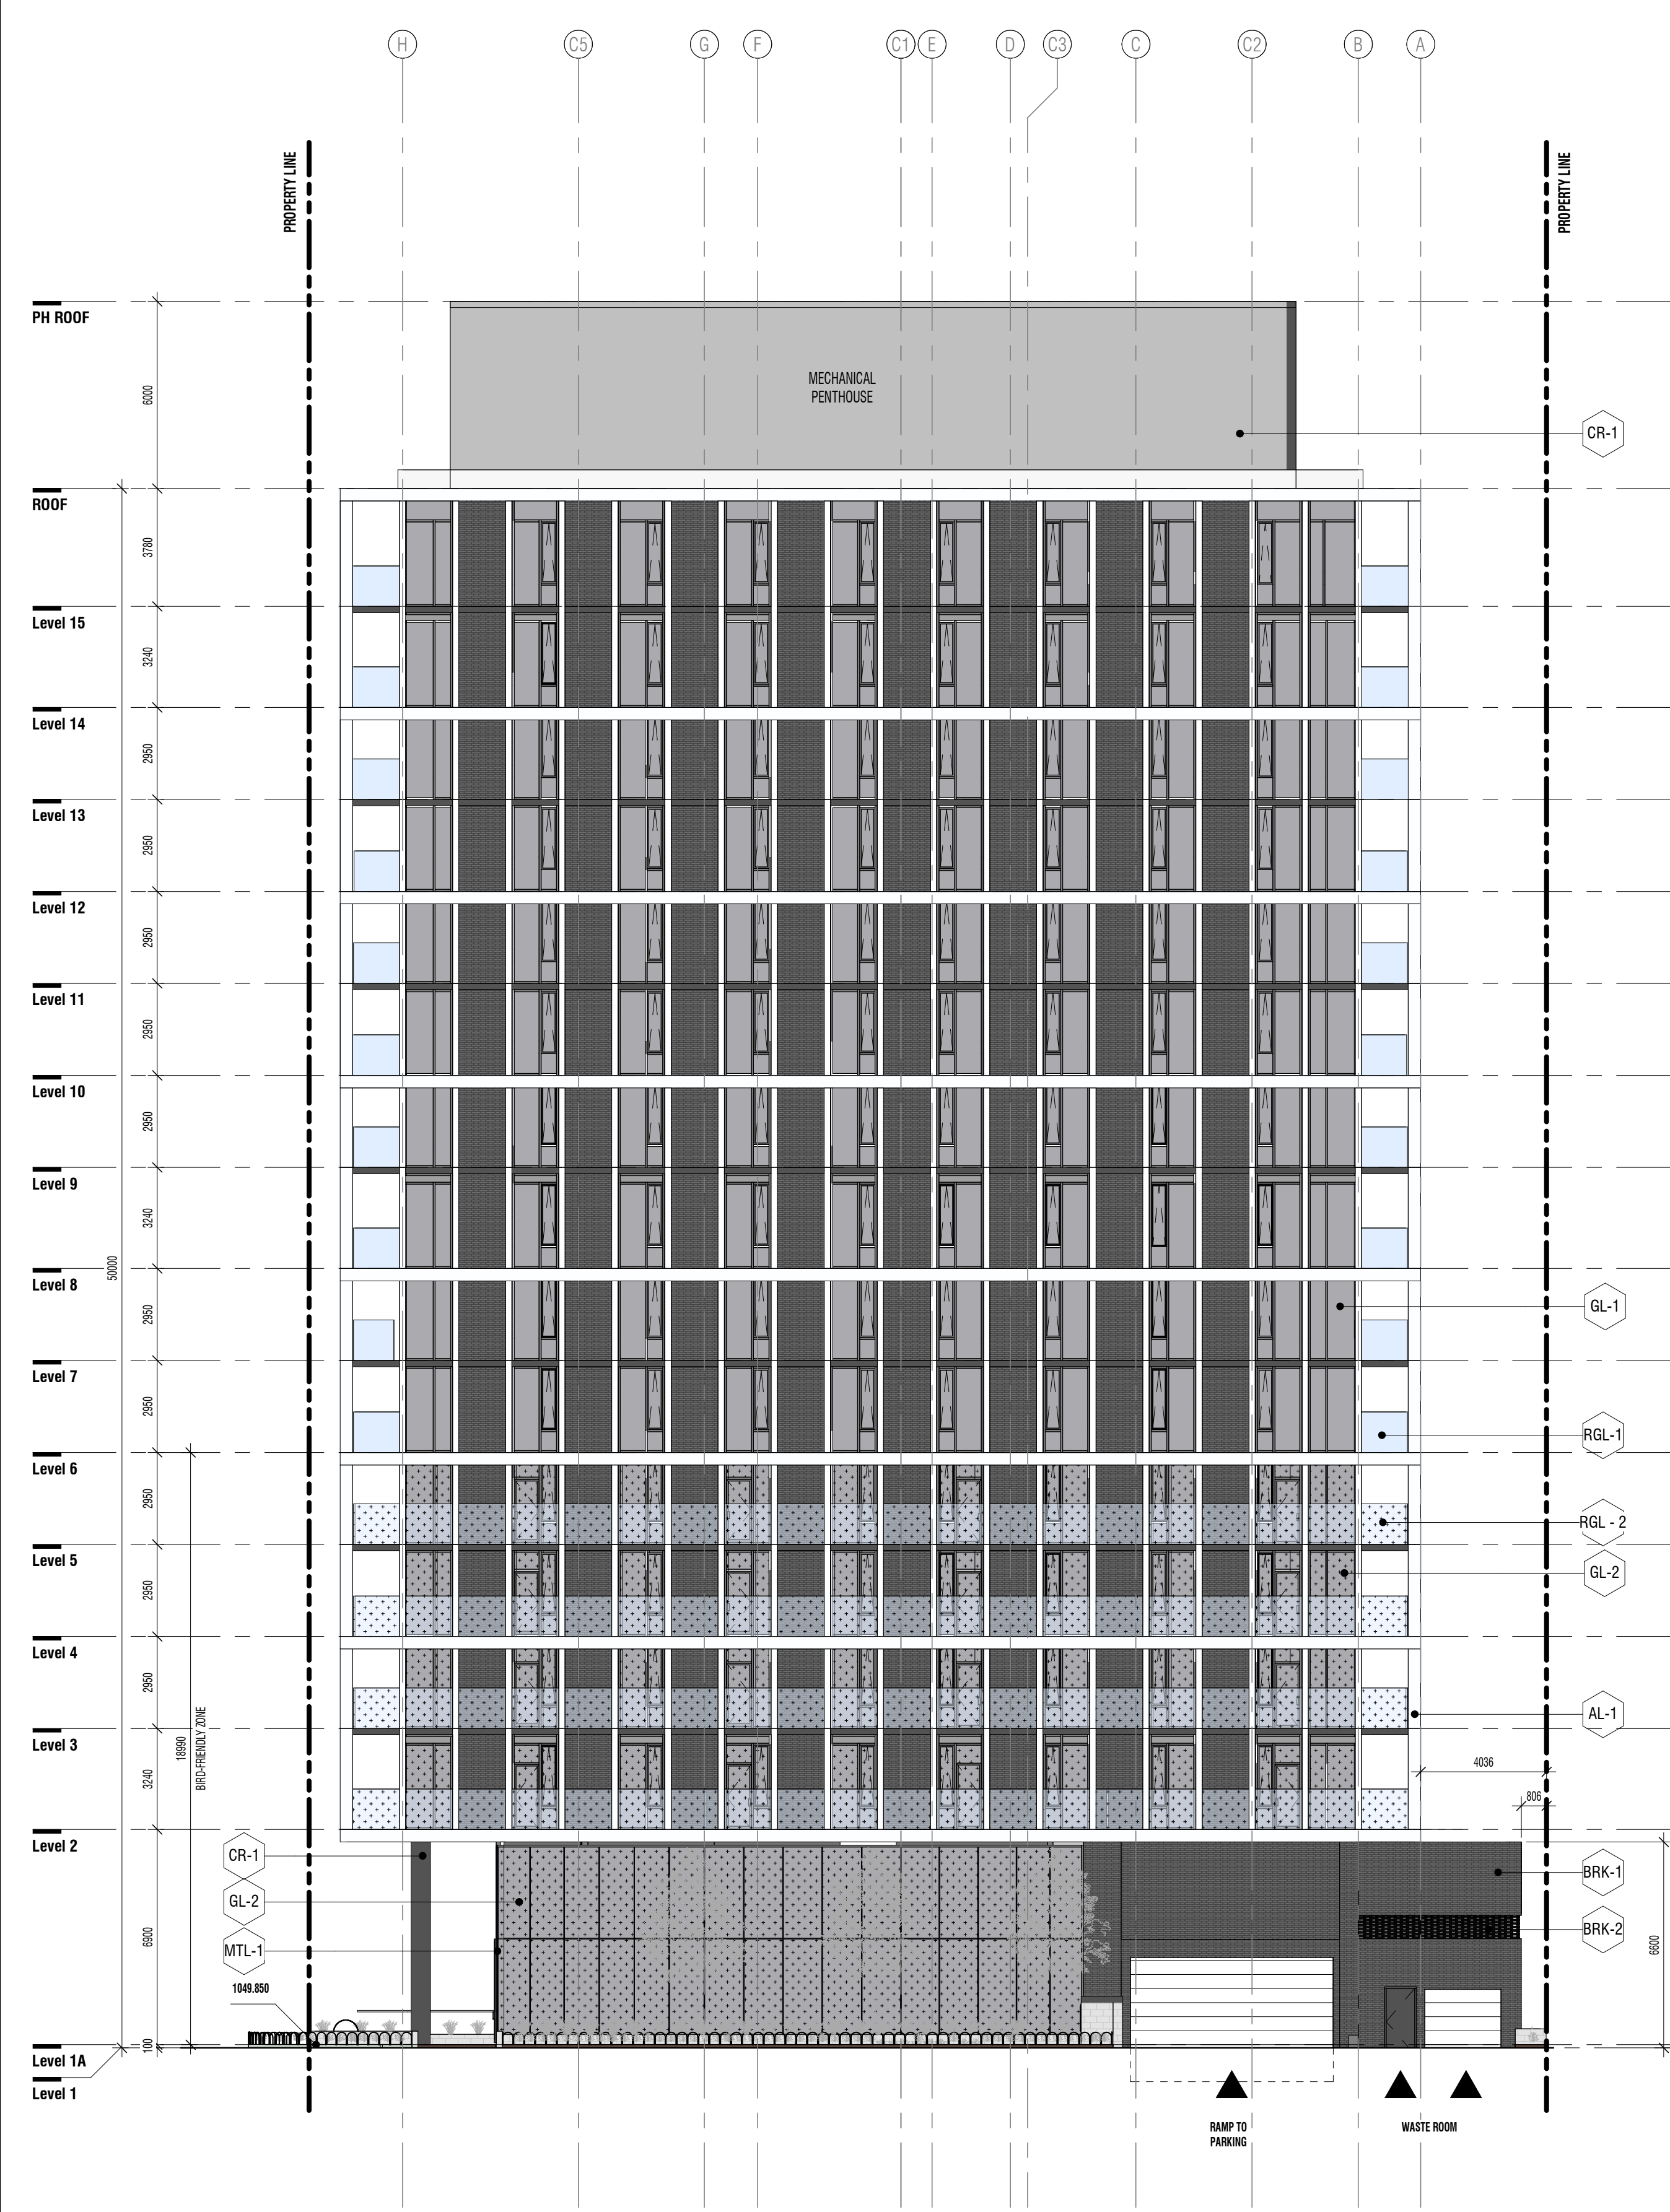 H
C5
G
F
C1
E
D
C3
C
C2
B
A
PROPERTY LINE
PROPERTY LINE
PH ROOF
6000
MECHANICAL
PENTHOUSE
CR-1
ROOF
3780
Level 15
3240
Level 14
2950
Level 13
2950
Level 12
2950
Level 11
2950
Level 10
2950
Level 9
3240
50000
Level 8
2950
GL-1
Level 7
2950
RGL-1
Level 6
2950
RGL - 2
Level 5
2950
GL-2
Level 4
2950
AL-1
Level 3
18990
BIRD-FRIENDLY ZONE
3240
4036
806
Level 2
CR-1
BRK-1
GL-2
6900
BRK-2
6600
MTL-1
1049.850
100
Level 1A
Level 1
RAMP TO
PARKING
WASTE ROOM